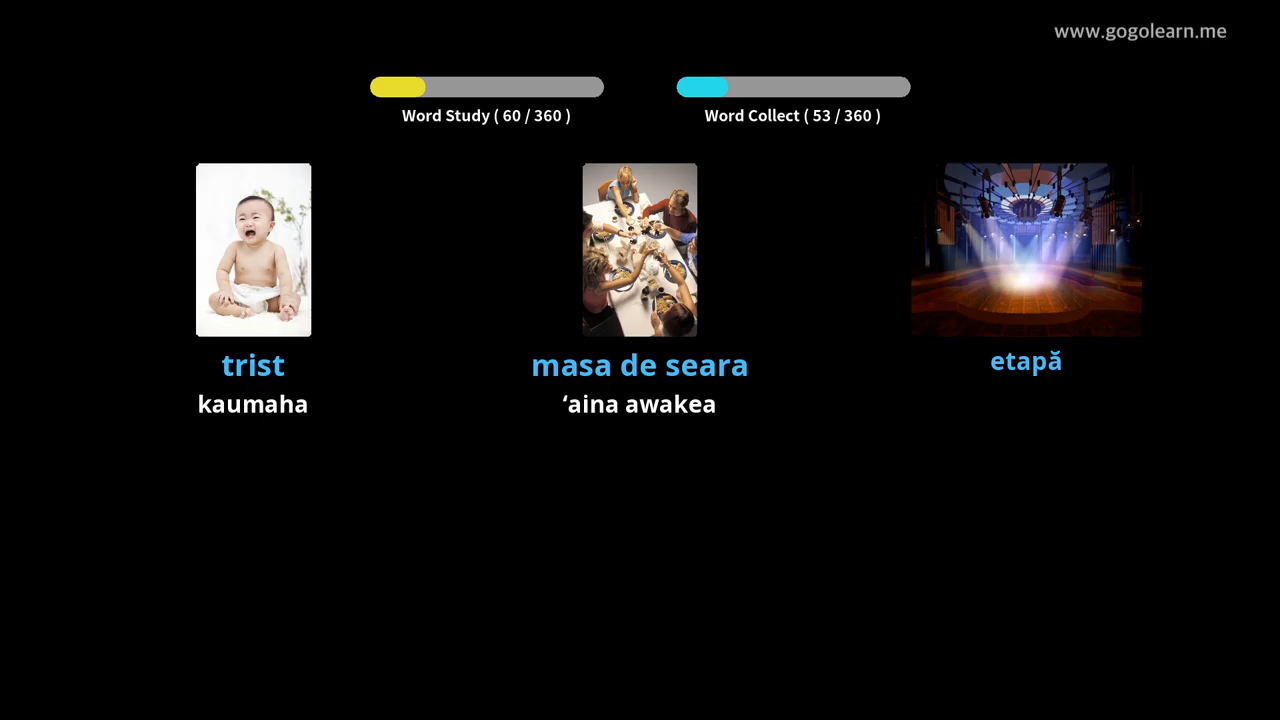 www.gogolearn.me
Word Study ( 60 / 360 )
Word Collect ( 53 / 360 )
trist
kaumaha
masa de seara
ʻaina awakea
etapă